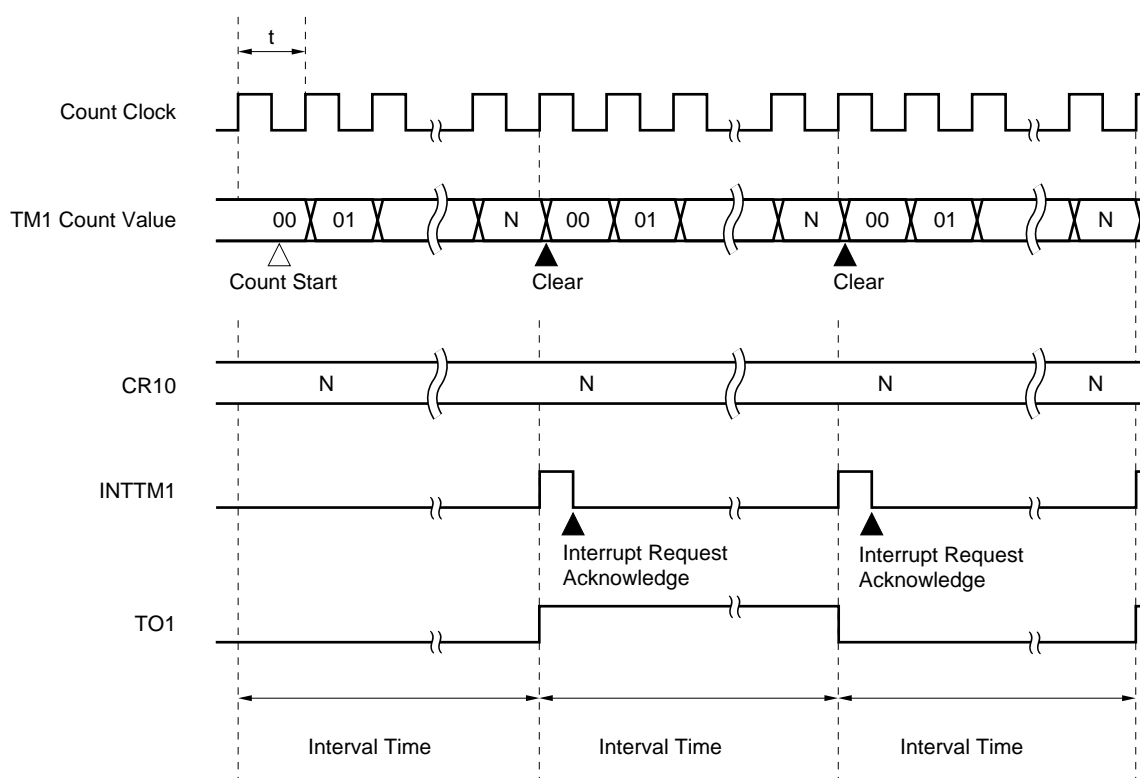 t
Count Clock
TM1 Count Value
00 01 N 00 01 N 00 01 N
Count Start
Clear
Clear
CR10
N N N N
INTTM1
Interrupt Request
Acknowledge
Interrupt Request
Acknowledge
TO1
Interval Time Interval Time Interval Time